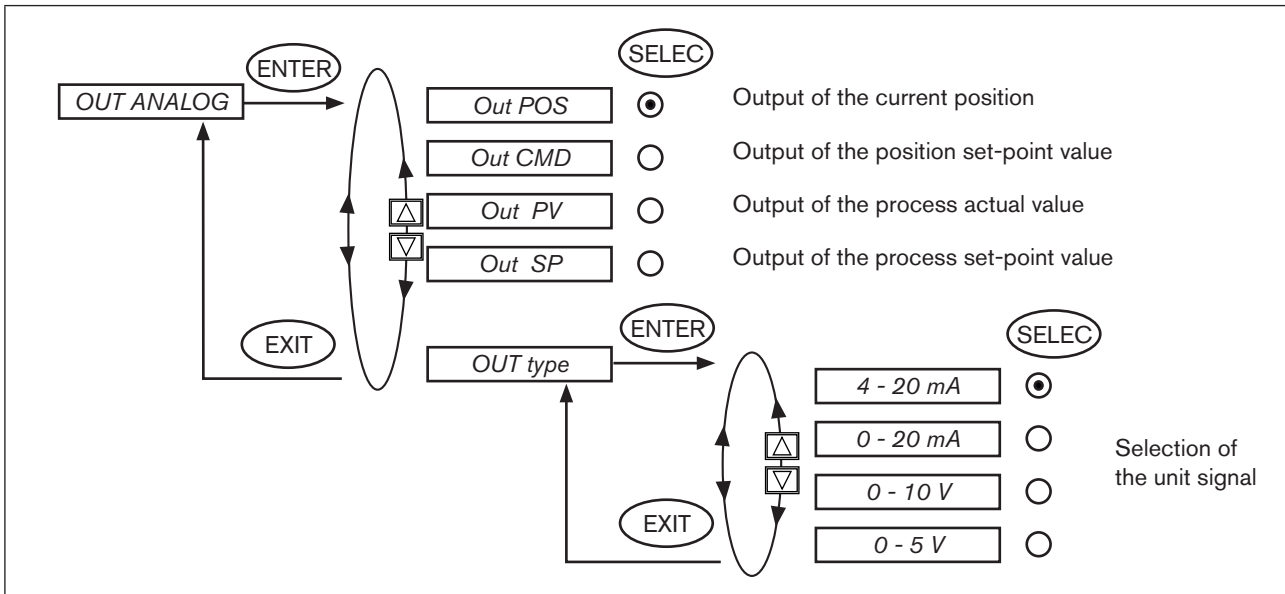 SELEC
ENTER
OUT ANALOG
Out POS
Output of the current position
Out CMD
Output of the position set-point value
Out PV
Output of the process actual value
Out SP
Output of the process set-point value
EXIT
OUT type
ENTER
SELEC
4 - 20 mA
0 - 20 mA
0 - 10 V
0 - 5 V
Selection of
the unit signal
EXIT